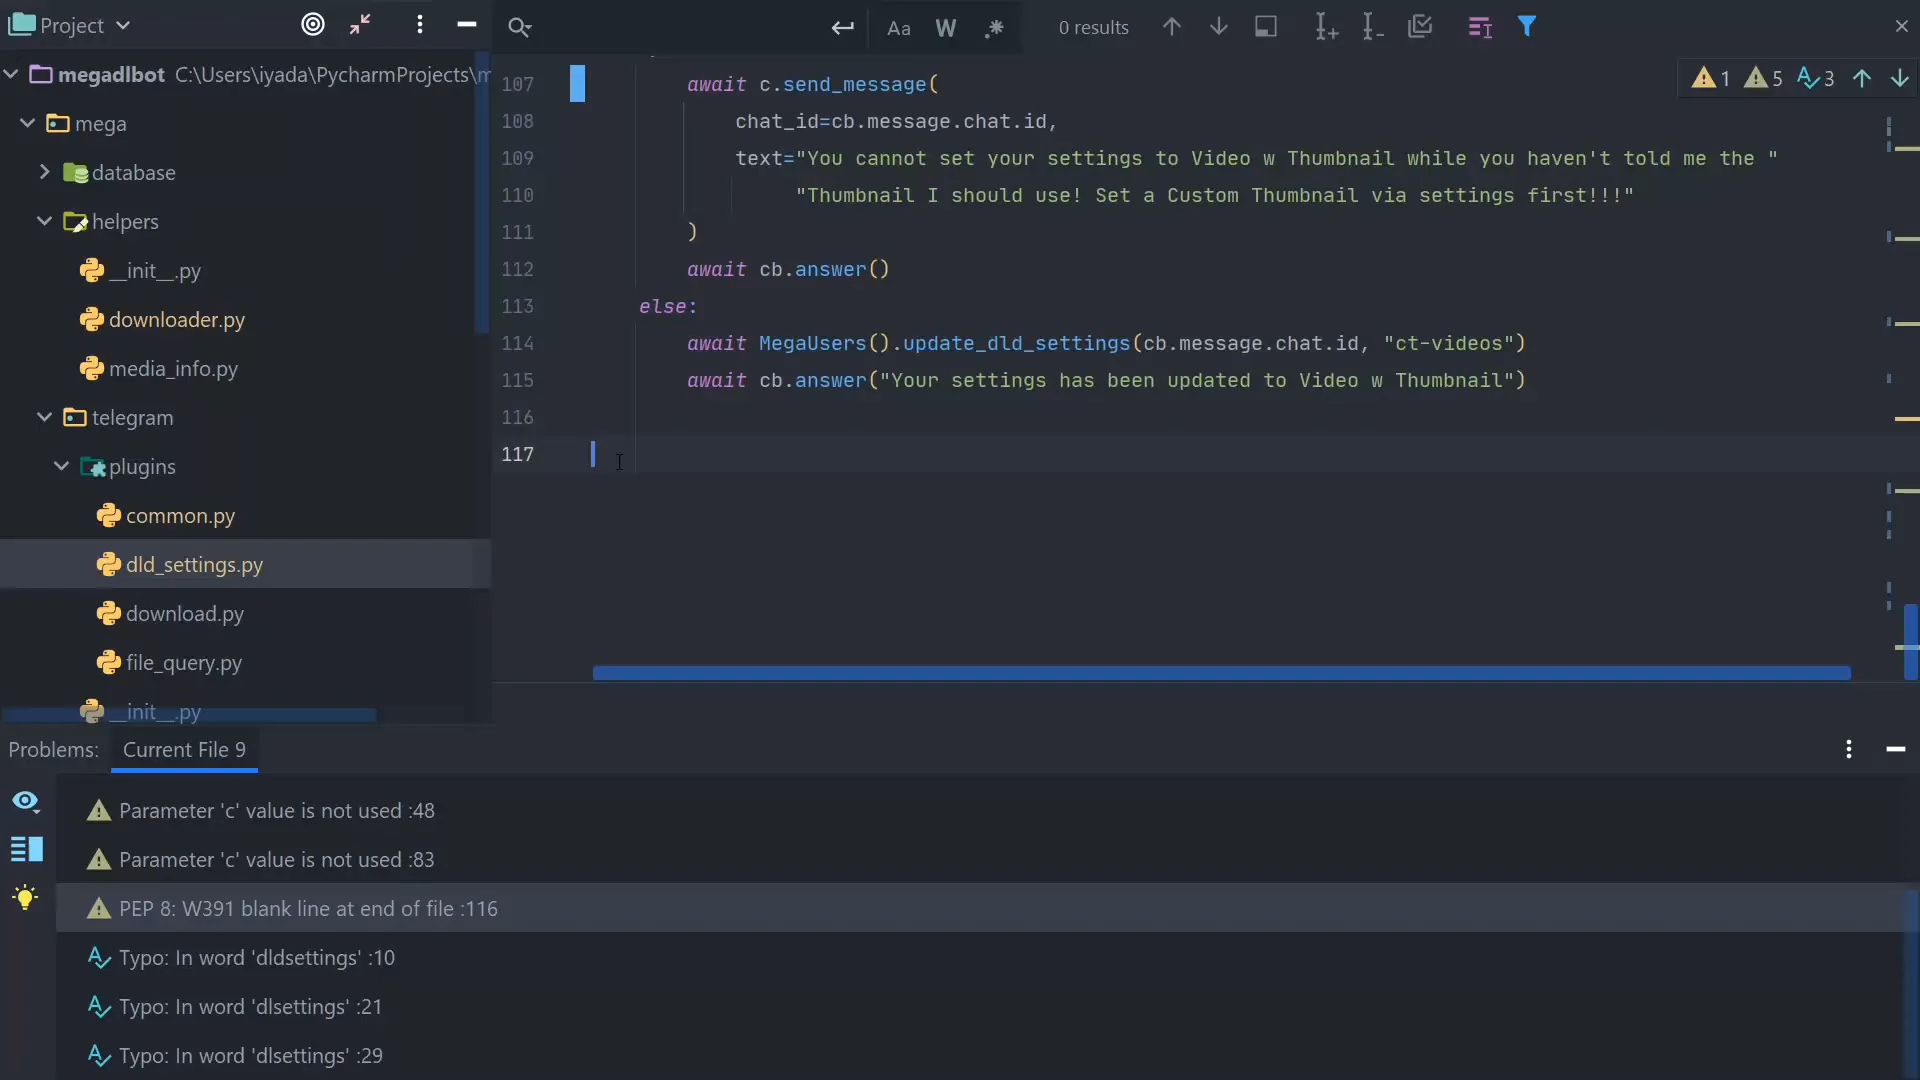 Project
Aa W .* 0 results
megadlbot C:\Users\iyada\PycharmProjects\m
mega
database
helpers
__init__.py
downloader.py
media_info.py
telegram
plugins
common.py
dld_settings.py
download.py
file_query.py
__init__.py
1 5 3
107 await c.send_message(
108 chat_id=cb.message.chat.id,
109 text="You cannot set your settings to Video w Thumbnail while you haven't told me the "
110 "Thumbnail I should use! Set a Custom Thumbnail via settings first!!!"
111 )
112 await cb.answer()
113 else:
114 await MegaUsers().update_dld_settings(cb.message.chat.id, "ct-videos")
115 await cb.answer("Your settings has been updated to Video w Thumbnail")
116
117
Problems: Current File 9
Parameter 'c' value is not used :48
Parameter 'c' value is not used :83
PEP 8: W391 blank line at end of file :116
Typo: In word 'dldsettings' :10
Typo: In word 'dlsettings' :21
Typo: In word 'dlsettings' :29